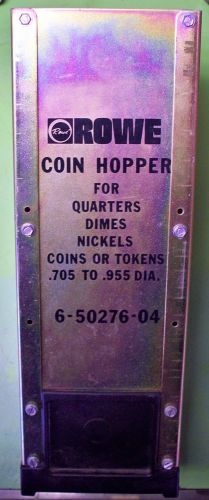 Rowe ROWE
COIN HOPPER
FOR
QUARTERS
DIMES
NICKELS
COINS OR TOKENS
.705 TO .955 DIA.
6-50276-04